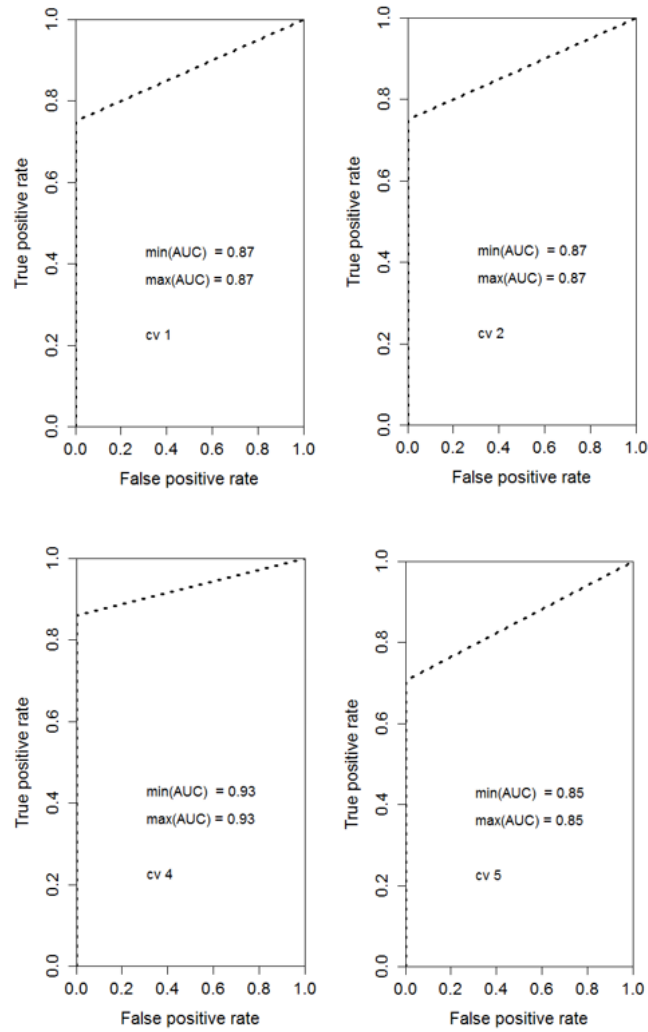 1.0
0.8
0.6
0.4
0.2
0.0
True positive rate
min(AUC) = 0.87
max(AUC) = 0.87
cv 1
0.0 0.2 0.4 0.6 0.8 1.0
False positive rate
1.0
0.8
0.6
0.4
0.2
0.0
True positive rate
min(AUC) = 0.87
max(AUC) = 0.87
cv 2
0.0 0.2 0.4 0.6 0.8 1.0
False positive rate
1.0
0.8
0.6
0.4
0.2
0.0
True positive rate
min(AUC) = 0.93
max(AUC) = 0.93
cv 4
0.0 0.2 0.4 0.6 0.8 1.0
False positive rate
1.0
0.8
0.6
0.4
0.2
0.0
True positive rate
min(AUC) = 0.85
max(AUC) = 0.85
cv 5
0.0 0.2 0.4 0.6 0.8 1.0
False positive rate